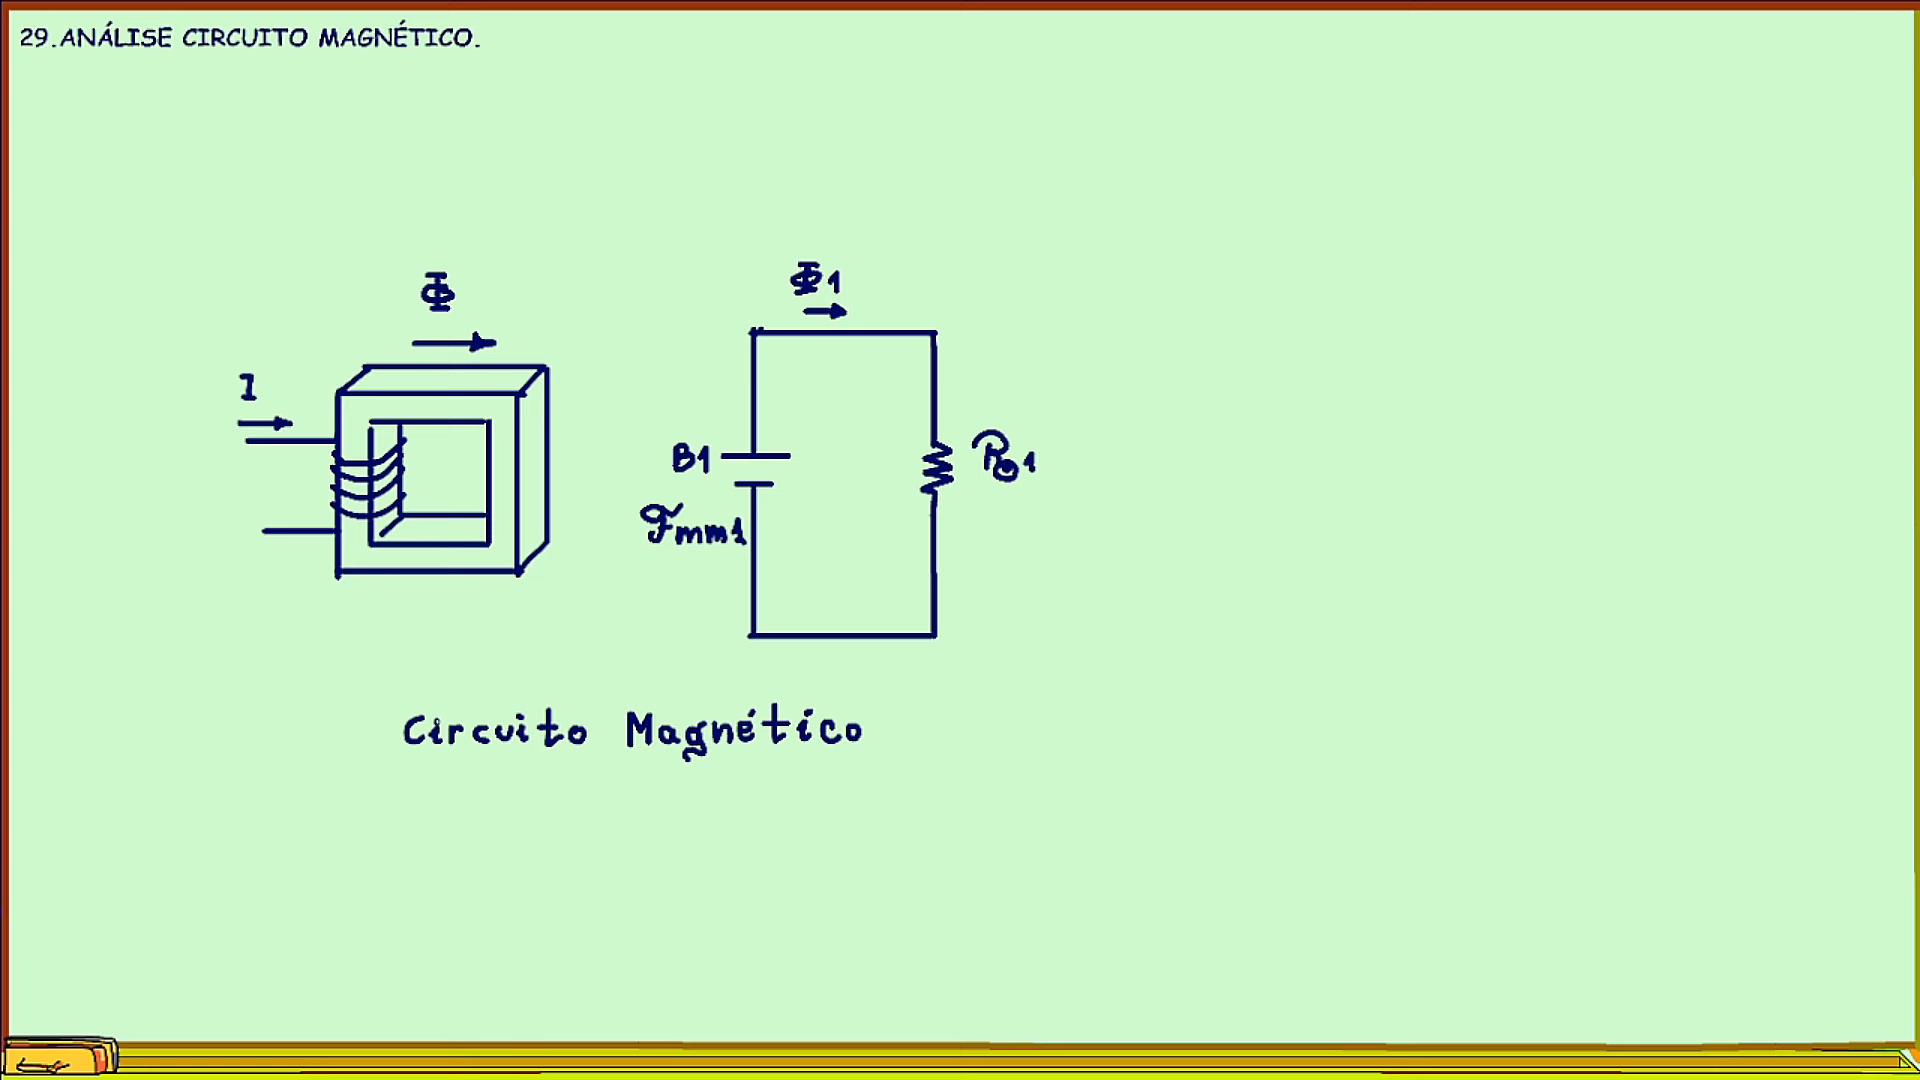 29.ANÁLISE CIRCUITO MAGNÉTICO.
Φ
Φ1
I
B1
Fmm1
R1
Circuito Magnético